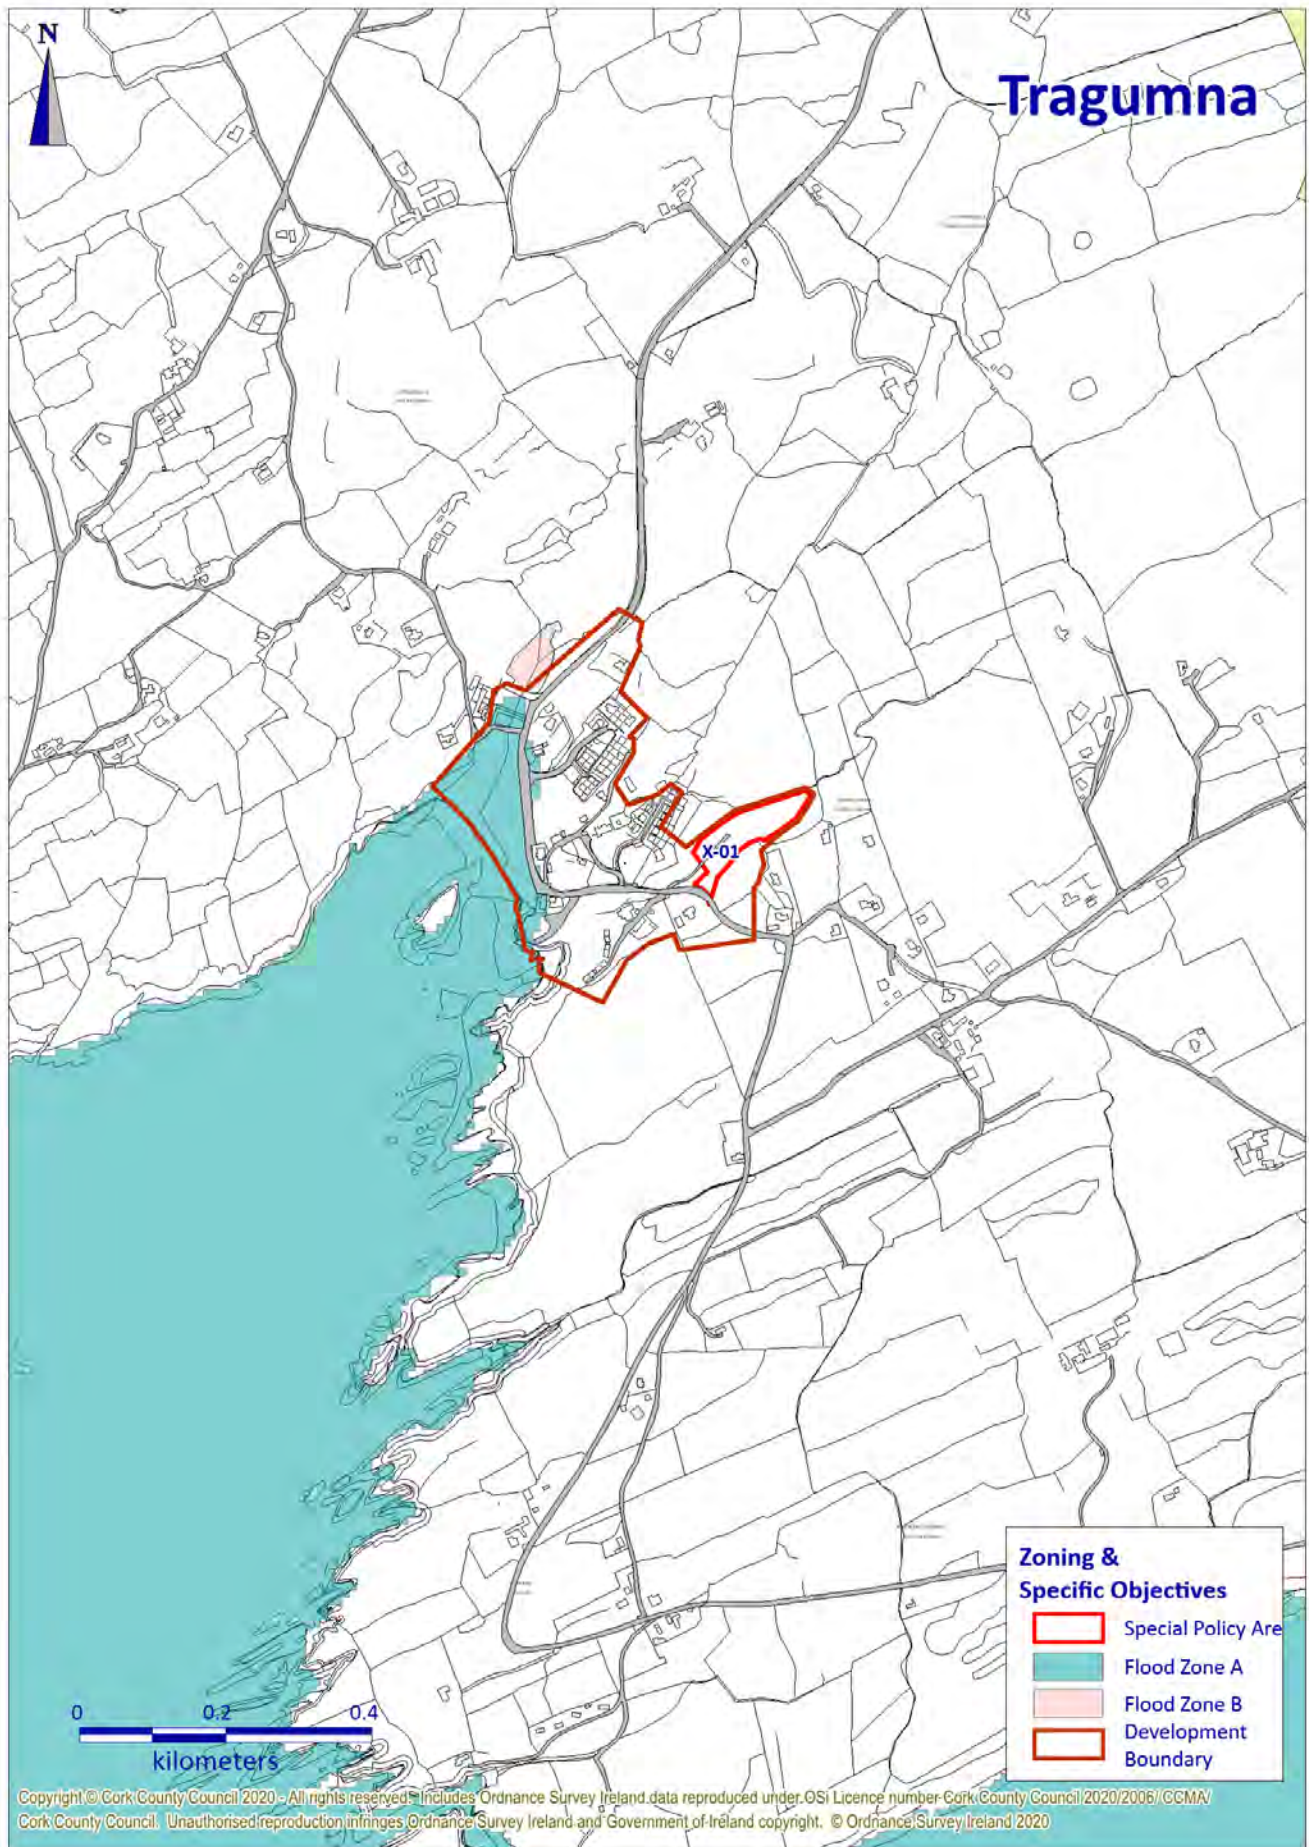 N
Tragumna
X-01
Zoning &
Specific Objectives
Special Policy Are
Flood Zone A
Flood Zone B
Development
Boundary
0 0.2 0.4
kilometers
Copyright © Cork County Council 2020 - All rights reserved. Includes Ordnance Survey Ireland data reproduced under OSi Licence number Cork County Council 2020/2006/ CCMA/
Cork County Council. Unauthorised reproduction infringes Ordnance Survey Ireland and Government of Ireland copyright. © Ordnance Survey Ireland 2020